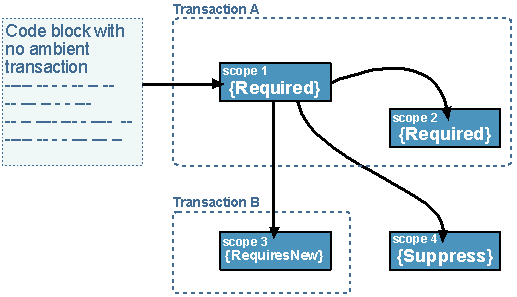 Transaction A
Code block with
no ambient
transaction
scope 1
{Required}
scope 2
{Required}
Transaction B
scope 3
{RequiresNew}
scope 4
{Suppress}